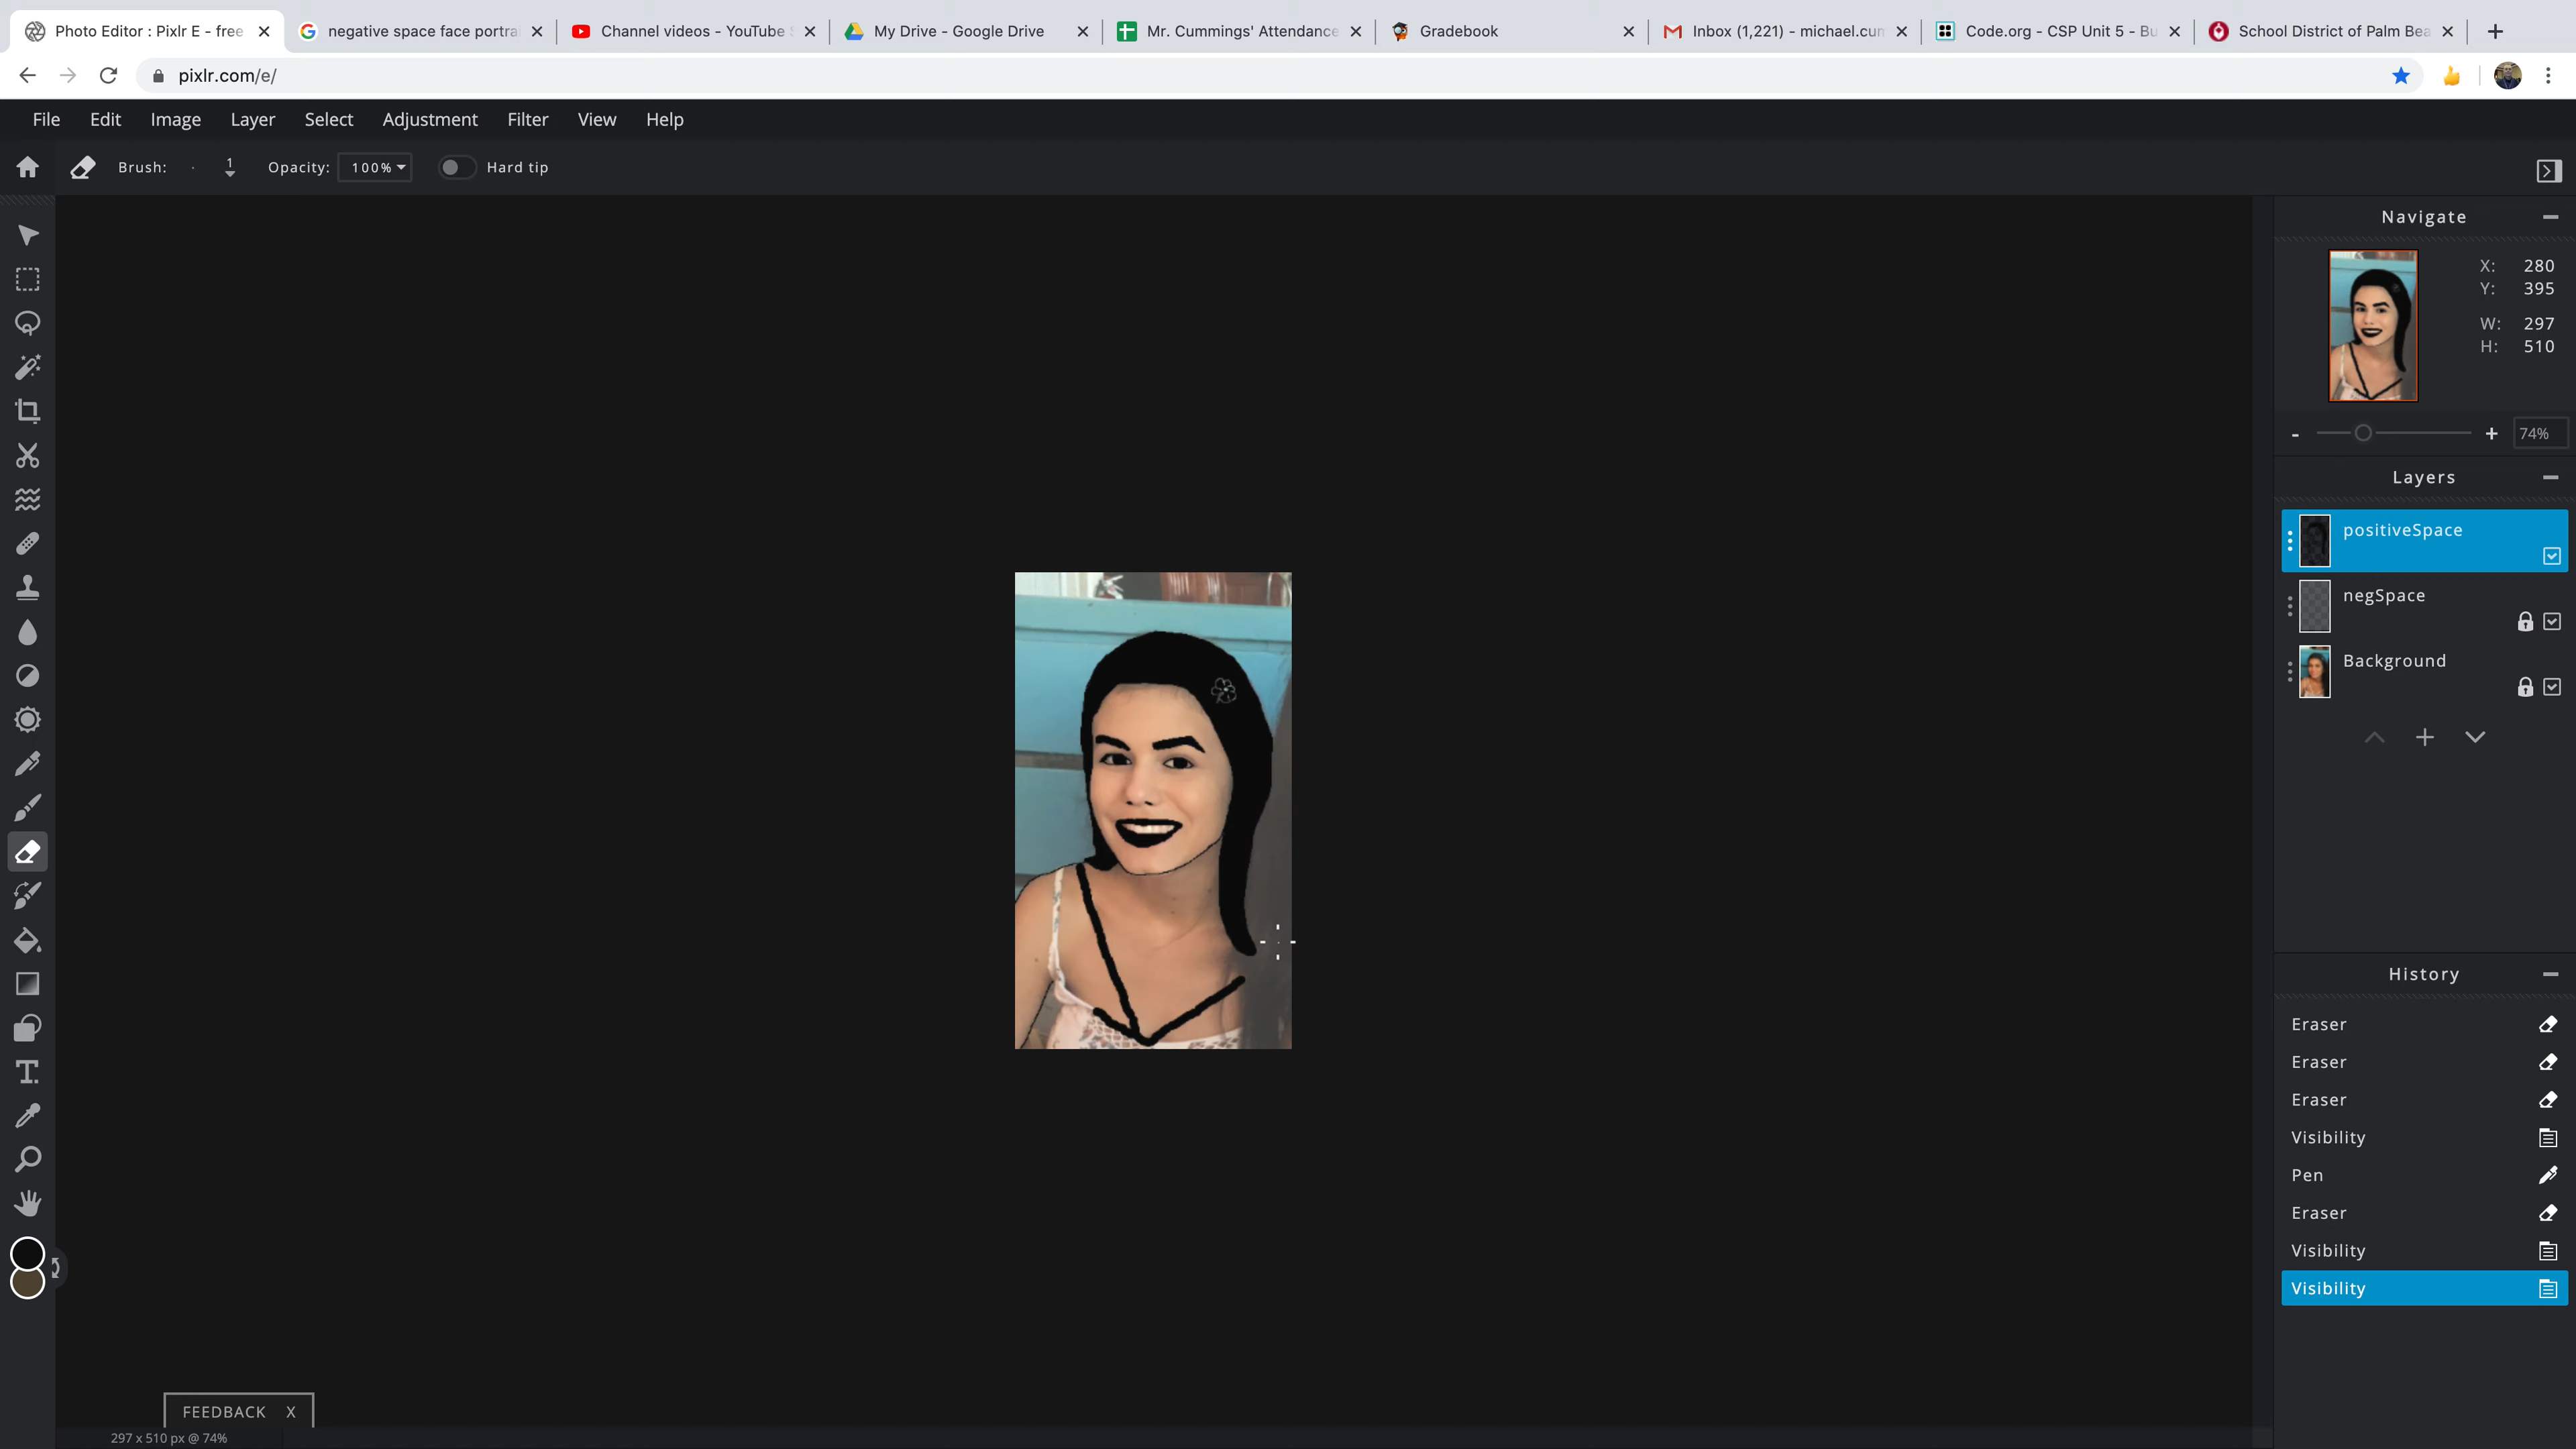 Photo Editor : Pixlr E - free
negative space face portra
Channel videos - YouTube S
My Drive - Google Drive
Mr. Cummings' Attendance
Gradebook
Inbox (1,221) - michael.cum
Code.org - CSP Unit 5 - Bu
School District of Palm Bea
pixlr.com/e/
File Edit Image Layer Select Adjustment Filter View Help
Brush: 1 Opacity: 100% Hard tip
Navigate
X: 280
Y: 395
W: 297
H: 510
- + 74%
Layers
positiveSpace
negSpace
Background
History
Eraser
Eraser
Eraser
Visibility
Pen
Eraser
Visibility
Visibility
FEEDBACK X
297 x 510 px @ 74%